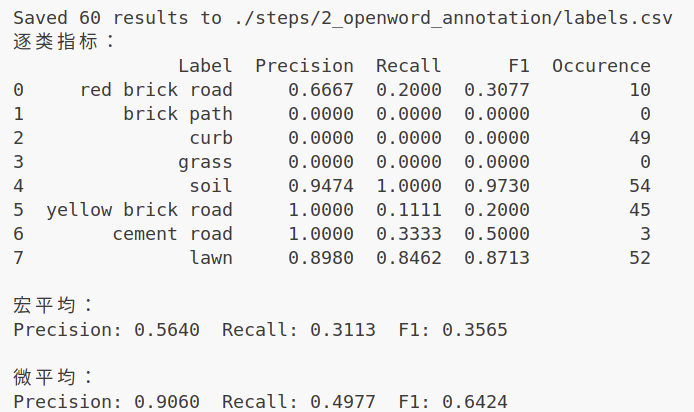 Saved 60 results to ./steps/2_openword_annotation/labels.csv
逐类指标：
Label Precision Recall F1 Occurence
0 red brick road 0.6667 0.2000 0.3077 10
1 brick path 0.0000 0.0000 0.0000 0
2 curb 0.0000 0.0000 0.0000 49
3 grass 0.0000 0.0000 0.0000 0
4 soil 0.9474 1.0000 0.9730 54
5 yellow brick road 1.0000 0.1111 0.2000 45
6 cement road 1.0000 0.3333 0.5000 3
7 lawn 0.8980 0.8462 0.8713 52
宏平均：
Precision: 0.5640 Recall: 0.3113 F1: 0.3565
微平均：
Precision: 0.9060 Recall: 0.4977 F1: 0.6424